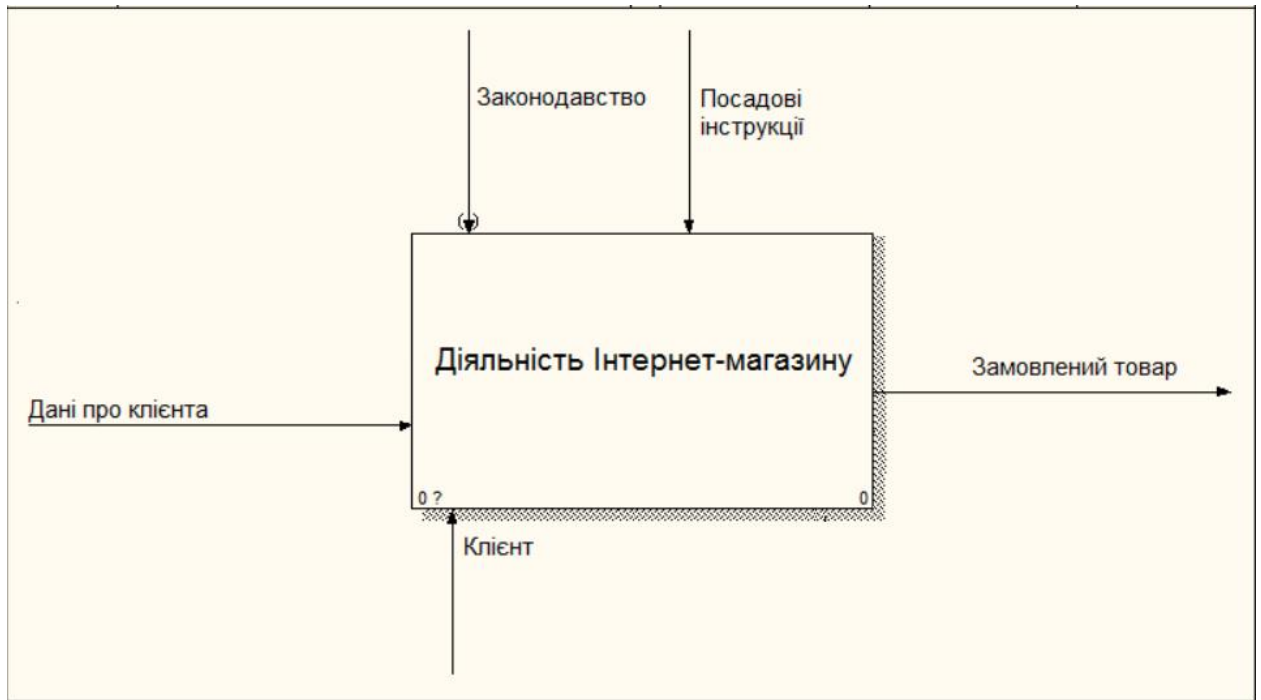 Законодавство
Посадові
інструкції
Діяльність Інтернет-магазину
Замовлений товар
Дані про клієнта
0 ?
0
Клієнт